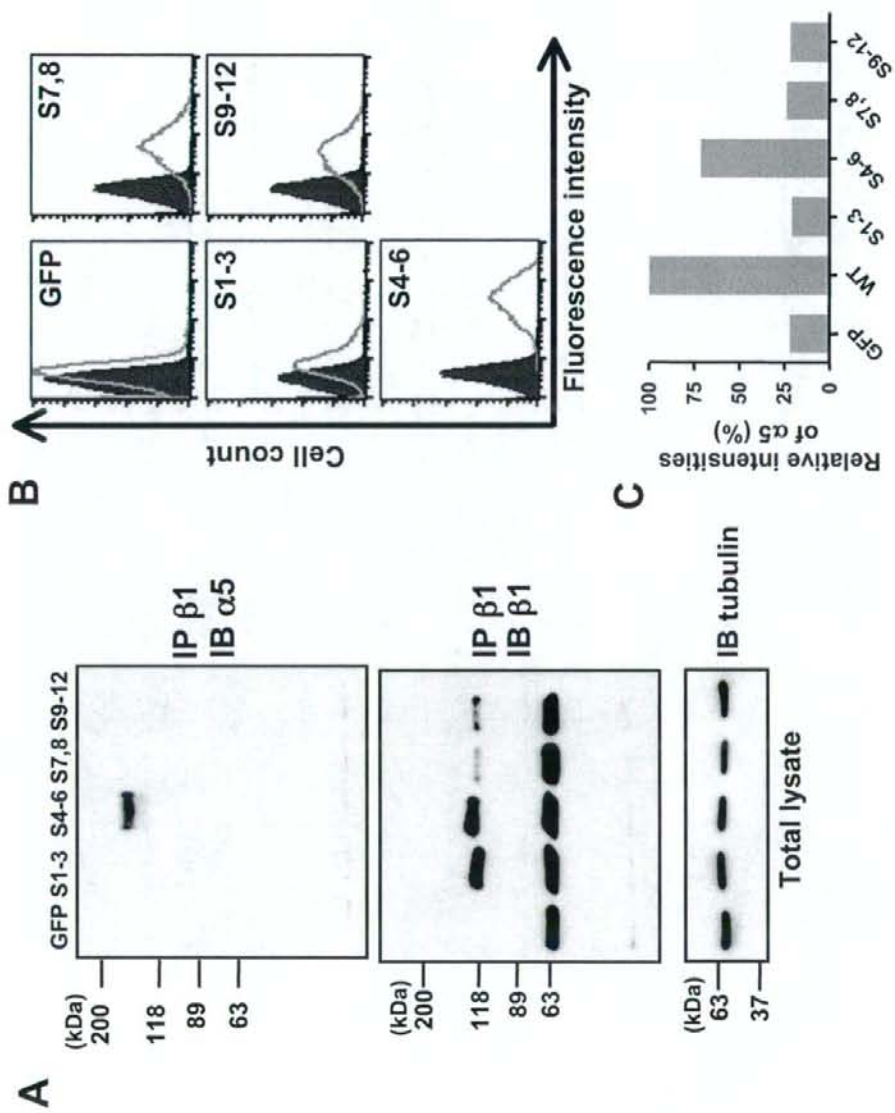 A
GFP S1-3 S4-6 S7,8 S9-12
(kDa)
200
118
89
63
IP β1
IB α5
(kDa)
200
118
89
63
IP β1
IB β1
(kDa)
63
37
IB tubulin
Total lysate
B
Cell count
GFP
S7,8
S1-3
S9-12
S4-6
Fluorescence intensity
C
Relative intensities
of α5 (%)
100
75
50
25
0
GFP
WT
S1-3
S4-6
S7,8
S9-12